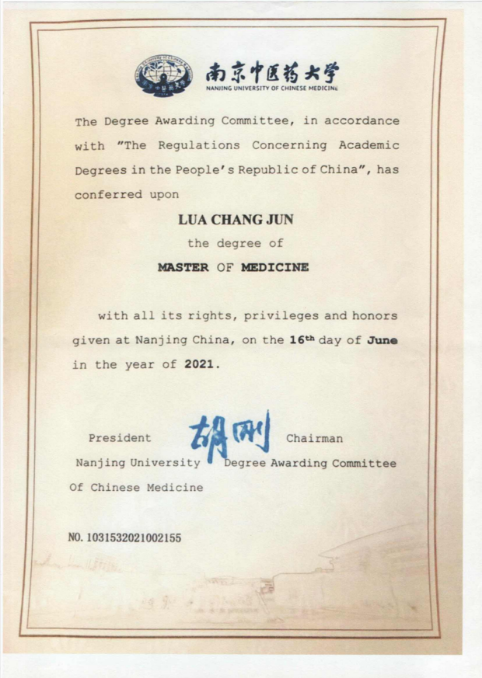 南京中医药大学
NANJING UNIVERSITY OF CHINESE MEDICINE
The Degree Awarding Committee, in accordance
with "The Regulations Concerning Academic
Degrees in the People's Republic of China", has
conferred upon
LUA CHANG JUN
the degree of
MASTER OF MEDICINE
with all its rights, privileges and honors
given at Nanjing China, on the 16th day of June
in the year of 2021.
President 胡刚 Chairman
Nanjing University Degree Awarding Committee
Of Chinese Medicine
NO. 1031532021002155